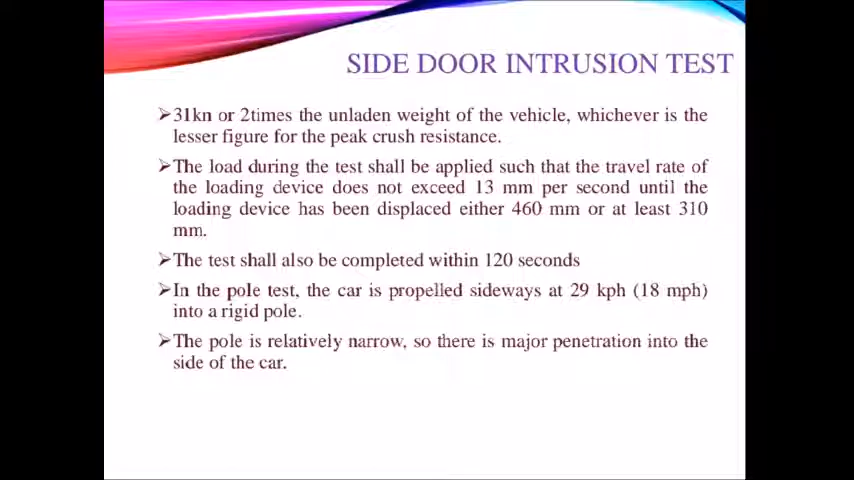 SIDE DOOR INTRUSION TEST
➢31kn or 2times the unladen weight of the vehicle, whichever is the
lesser figure for the peak crush resistance.
➢The load during the test shall be applied such that the travel rate of
the loading device does not exceed 13 mm per second until the
loading device has been displaced either 460 mm or at least 310
mm.
➢The test shall also be completed within 120 seconds
➢In the pole test, the car is propelled sideways at 29 kph (18 mph)
into a rigid pole.
➢The pole is relatively narrow, so there is major penetration into the
side of the car.